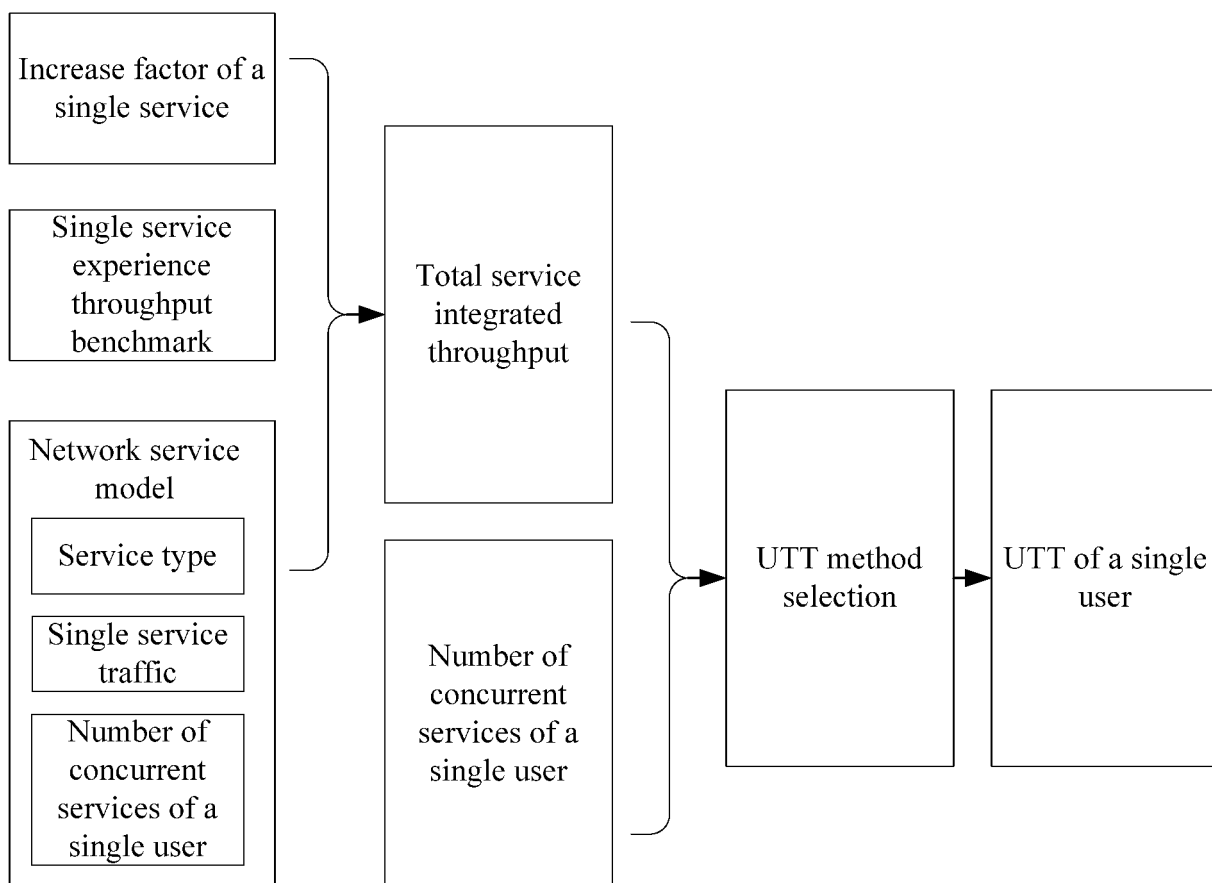 Increase factor of a
single service
Single service
experience
throughput
benchmark
Network service
model
Service type
Single service
traffic
Number of
concurrent
services of a
single user
Total service
integrated
throughput
Number of
concurrent
services of a
single user
UTT method
selection
UTT of a single
user